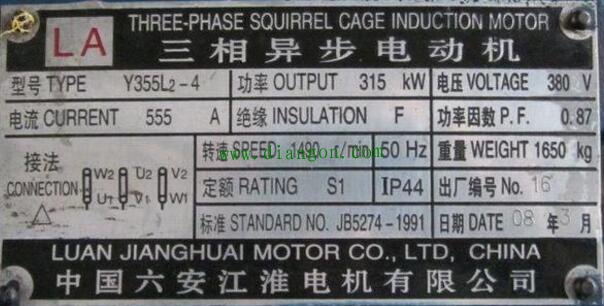 LA
THREE-PHASE SQUIRREL CAGE INDUCTION MOTOR
三相异步电动机
型号 TYPE Y355L2-4 功率 OUTPUT 315 kW 电压 VOLTAGE 380 V
电流 CURRENT 555 A 绝缘 INSULATION F 功率因数 P.F. 0.87
接法 转速 SPEED 1490 r/min 50 Hz 重量 WEIGHT 1650 kg
www.diangon.com
CONNECTION W2 U2 V2 定额 RATING S1 IP44 出厂编号 No. 16
△ U1 V1 W1 标准 STANDARD NO. JB5274-1991 日期 DATE 08 年 3 月
LUAN JIANGHUAI MOTOR CO., LTD, CHINA
中国六安江淮电机有限公司